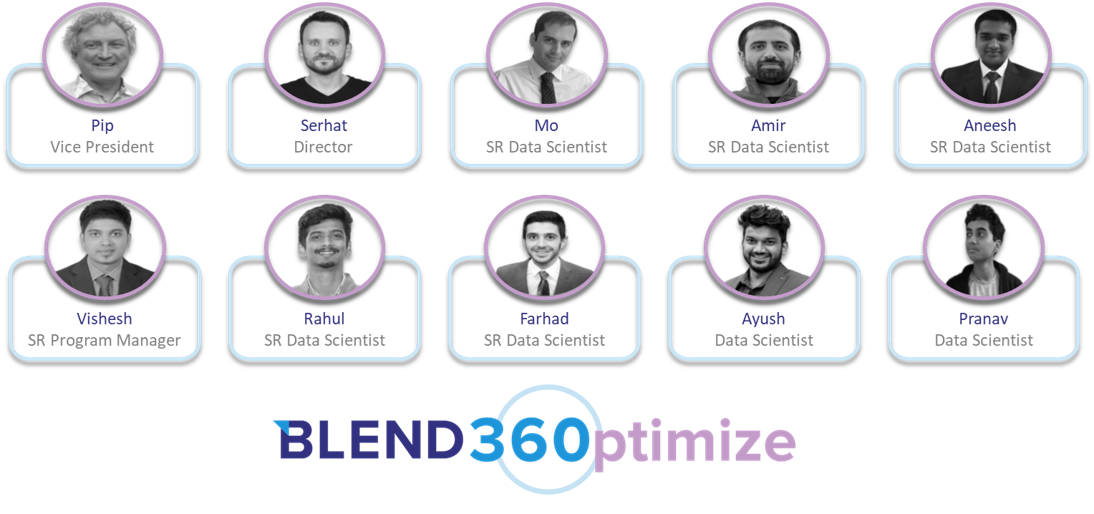 Pip
Vice President
Serhat
Director
Mo
SR Data Scientist
Amir
SR Data Scientist
Aneesh
SR Data Scientist
Vishesh
SR Program Manager
Rahul
SR Data Scientist
Farhad
SR Data Scientist
Ayush
Data Scientist
Pranav
Data Scientist
BLEND360ptimize